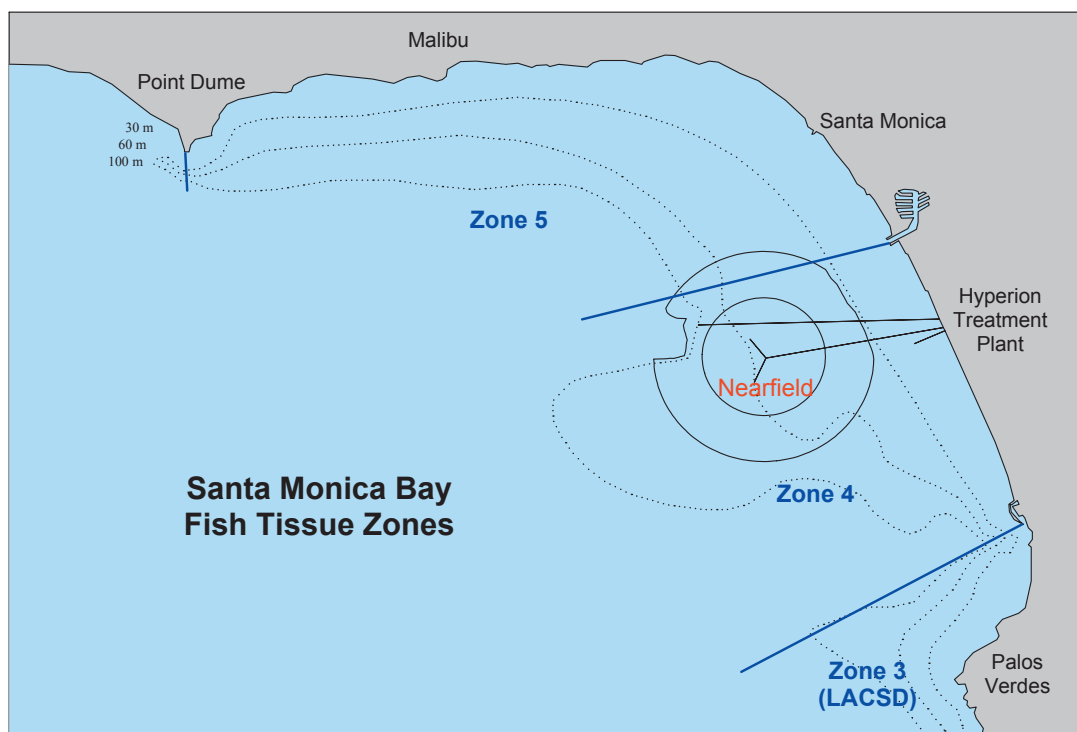 Malibu
Point Dume
30 m
60 m
100 m
Santa Monica
Zone 5
Hyperion
Treatment
Plant
Nearfield
Santa Monica Bay
Fish Tissue Zones
Zone 4
Zone 3
(LACSD)
Palos
Verdes